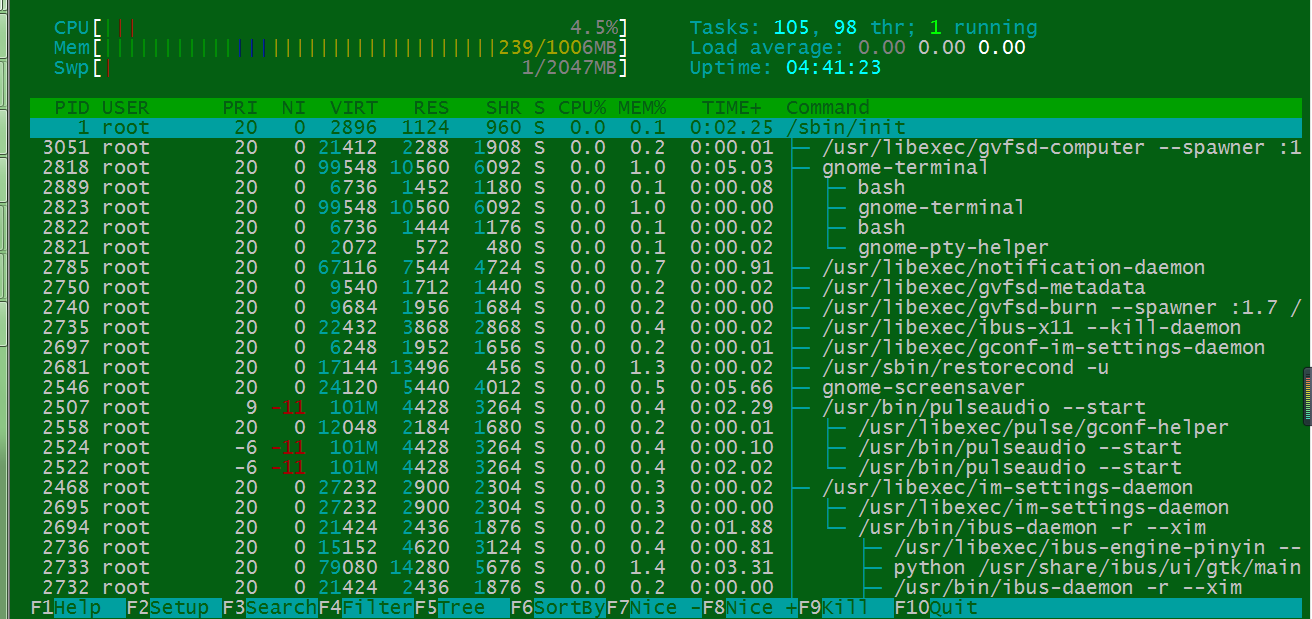 CPU[||| 4.5%] Tasks: 105, 98 thr; 1 running
Mem[|||||||||||||||||||||||||||||||||239/1006MB] Load average: 0.00 0.00 0.00
Swp[| 1/2047MB] Uptime: 04:41:23
PID USER PRI NI VIRT RES SHR S CPU% MEM% TIME+ Command
1 root 20 0 2896 1124 960 S 0.0 0.1 0:02.25 /sbin/init
3051 root 20 0 21412 2288 1908 S 0.0 0.2 0:00.01 ├─ /usr/libexec/gvfsd-computer --spawner :1
2818 root 20 0 99548 10560 6092 S 0.0 1.0 0:05.03 ├─ gnome-terminal
2889 root 20 0 6736 1452 1180 S 0.0 0.1 0:00.08 │ ├─ bash
2823 root 20 0 99548 10560 6092 S 0.0 1.0 0:00.00 │ ├─ gnome-terminal
2822 root 20 0 6736 1444 1176 S 0.0 0.1 0:00.02 │ ├─ bash
2821 root 20 0 2072 572 480 S 0.0 0.1 0:00.02 │ └─ gnome-pty-helper
2785 root 20 0 67116 7544 4724 S 0.0 0.7 0:00.91 ├─ /usr/libexec/notification-daemon
2750 root 20 0 9540 1712 1440 S 0.0 0.2 0:00.02 ├─ /usr/libexec/gvfsd-metadata
2740 root 20 0 9684 1956 1684 S 0.0 0.2 0:00.00 ├─ /usr/libexec/gvfsd-burn --spawner :1.7 /
2735 root 20 0 22432 3868 2868 S 0.0 0.4 0:00.02 ├─ /usr/libexec/ibus-x11 --kill-daemon
2697 root 20 0 6248 1952 1656 S 0.0 0.2 0:00.01 ├─ /usr/libexec/gconf-im-settings-daemon
2681 root 20 0 17144 13496 456 S 0.0 1.3 0:00.02 ├─ /usr/sbin/restorecond -u
2546 root 20 0 24120 5440 4012 S 0.0 0.5 0:05.66 ├─ gnome-screensaver
2507 root 9 -11 101M 4428 3264 S 0.0 0.4 0:02.29 ├─ /usr/bin/pulseaudio --start
2558 root 20 0 12048 2184 1680 S 0.0 0.2 0:00.01 │ ├─ /usr/libexec/pulse/gconf-helper
2524 root -6 -11 101M 4428 3264 S 0.0 0.4 0:00.10 │ ├─ /usr/bin/pulseaudio --start
2522 root -6 -11 101M 4428 3264 S 0.0 0.4 0:02.02 │ └─ /usr/bin/pulseaudio --start
2468 root 20 0 27232 2900 2304 S 0.0 0.3 0:00.02 ├─ /usr/libexec/im-settings-daemon
2695 root 20 0 27232 2900 2304 S 0.0 0.3 0:00.00 │ ├─ /usr/libexec/im-settings-daemon
2694 root 20 0 21424 2436 1876 S 0.0 0.2 0:01.88 │ └─ /usr/bin/ibus-daemon -r --xim
2736 root 20 0 15152 4620 3124 S 0.0 0.4 0:00.81 │ ├─ /usr/libexec/ibus-engine-pinyin --
2733 root 20 0 79080 14280 5676 S 0.0 1.4 0:03.31 │ ├─ python /usr/share/ibus/ui/gtk/main
2732 root 20 0 21424 2436 1876 S 0.0 0.2 0:00.00 │ ├─ /usr/bin/ibus-daemon -r --xim
F1Help F2Setup F3SearchF4FilterF5Tree F6SortByF7Nice -F8Nice +F9Kill F10Quit